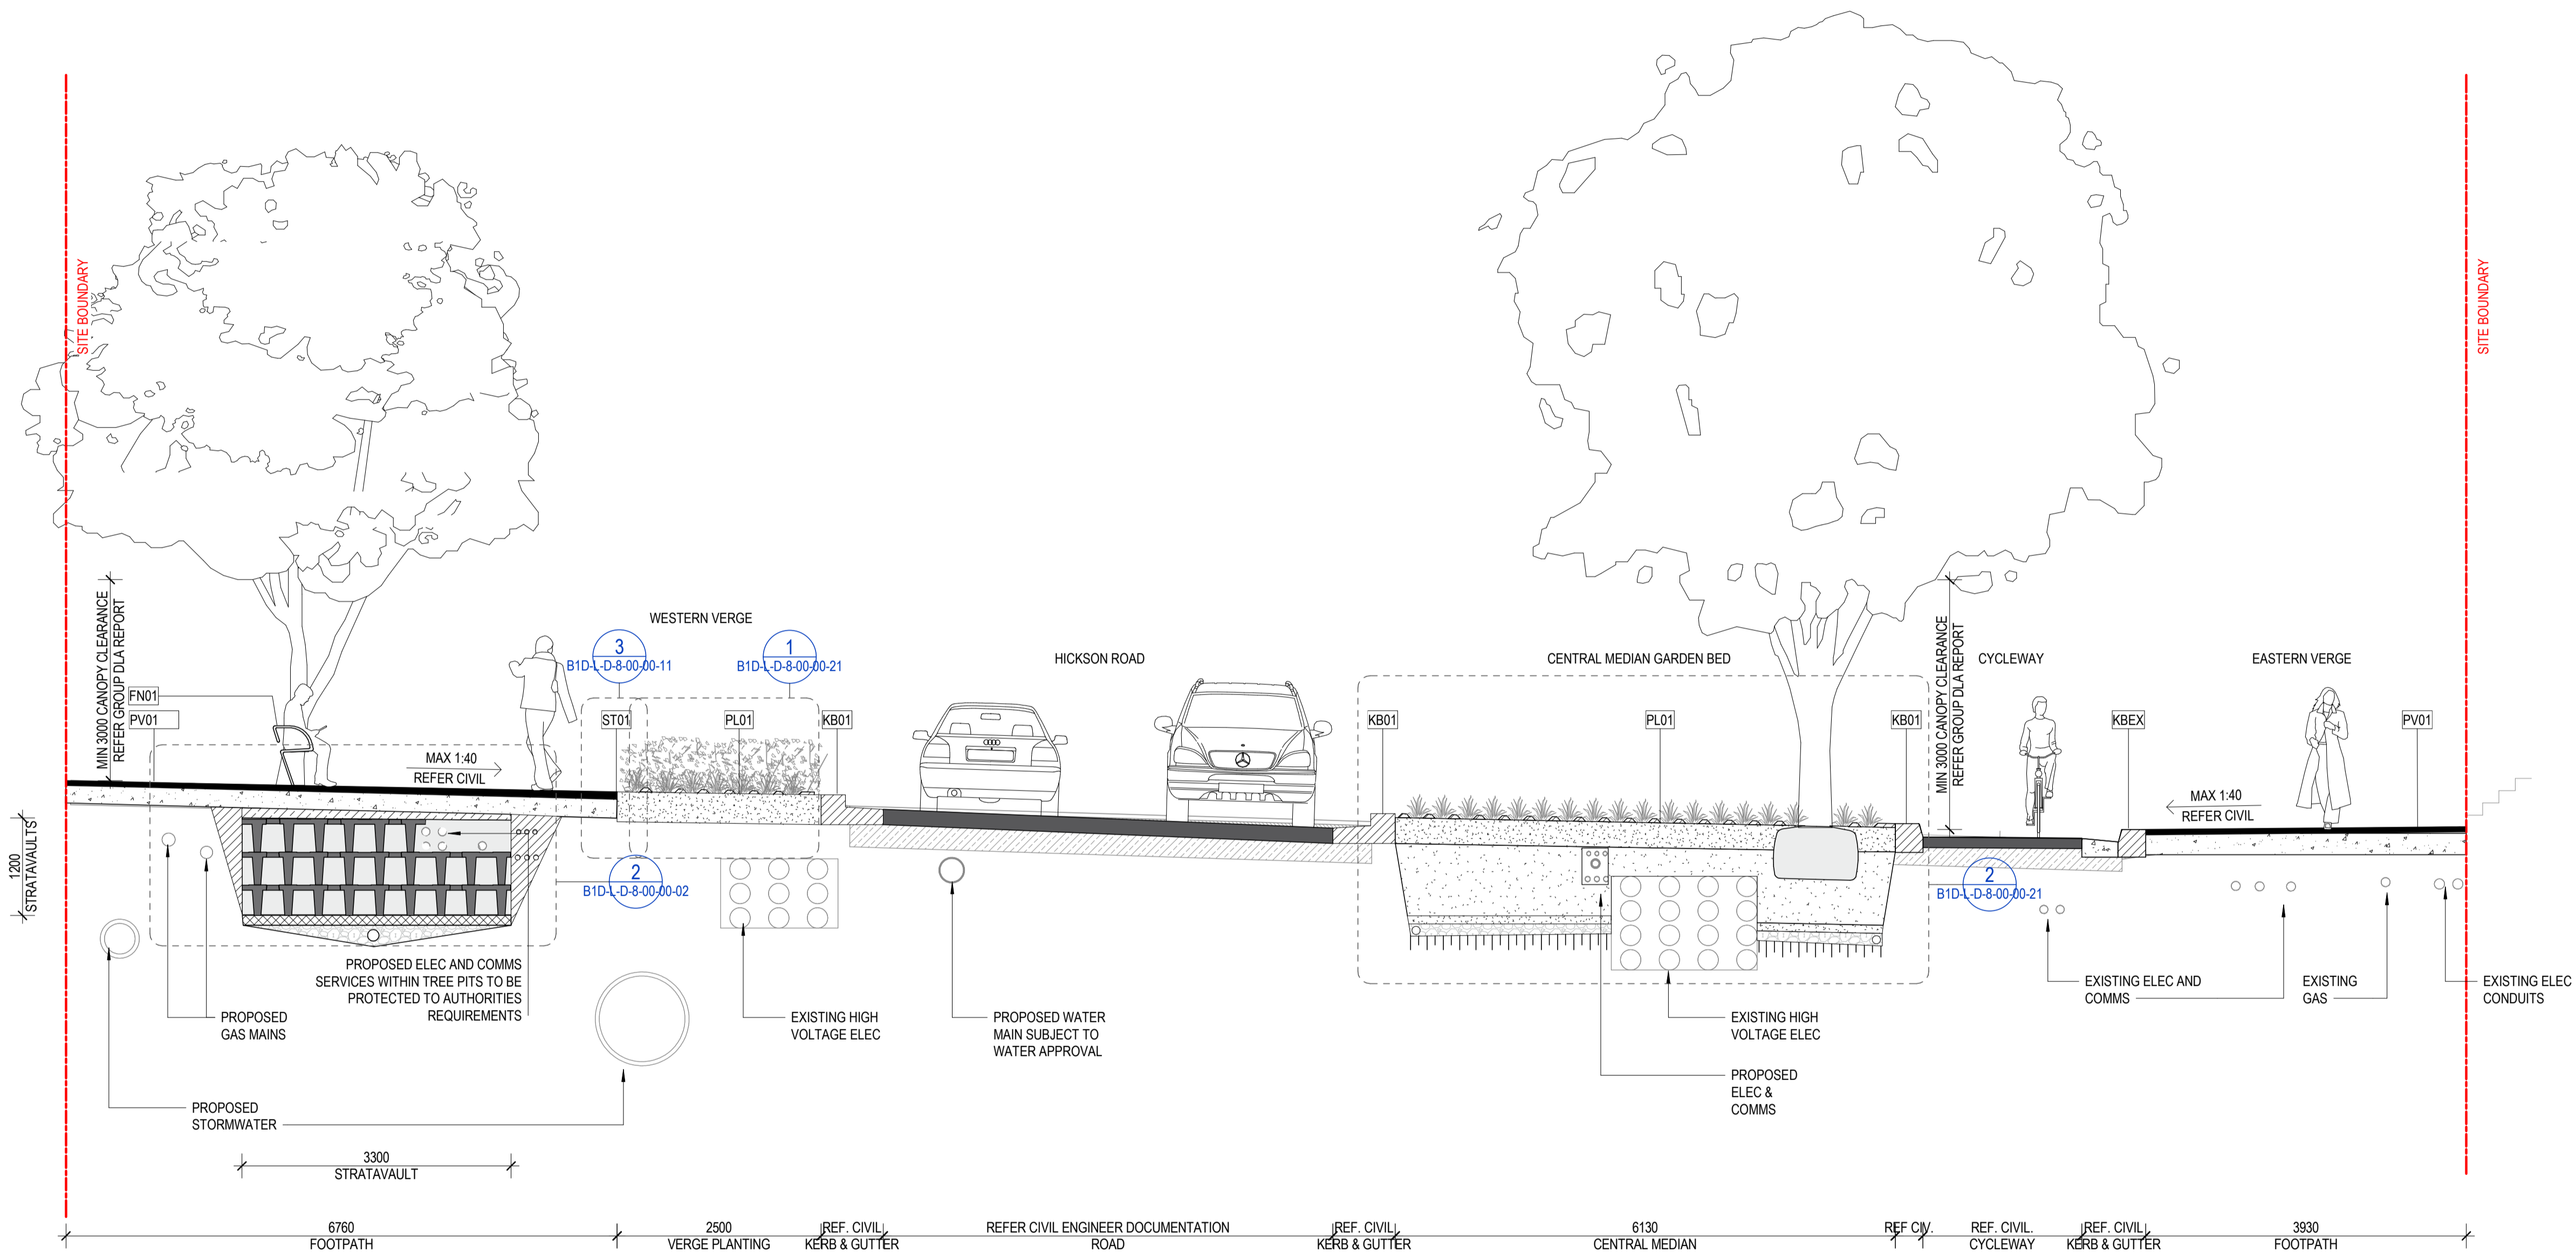 SITE BOUNDARY
SITE BOUNDARY
MIN 3000 CANOPY CLEARANCE
REFER GROUP DLA REPORT
WESTERN VERGE
3
B1D-L-D-8-00-00-11
1
B1D-L-D-8-00-00-21
HICKSON ROAD
CENTRAL MEDIAN GARDEN BED
MIN 3000 CANOPY CLEARANCE
REFER GROUP DLA REPORT
CYCLEWAY
EASTERN VERGE
FN01
PV01
ST01
PL01
KB01
KB01
PL01
KB01
KBEX
PV01
MAX 1:40
REFER CIVIL
MAX 1:40
REFER CIVIL
1200
STRATAVAULTS
2
B1D-L-D-8-00-00-02
2
B1D-L-D-8-00-00-21
PROPOSED ELEC AND COMMS
SERVICES WITHIN TREE PITS TO BE
PROTECTED TO AUTHORITIES
REQUIREMENTS
PROPOSED
GAS MAINS
EXISTING HIGH
VOLTAGE ELEC
PROPOSED WATER
MAIN SUBJECT TO
WATER APPROVAL
EXISTING HIGH
VOLTAGE ELEC
EXISTING ELEC AND
COMMS
EXISTING
GAS
EXISTING ELEC
CONDUITS
PROPOSED
ELEC &
COMMS
PROPOSED
STORMWATER
3300
STRATAVAULT
6760
FOOTPATH
2500
VERGE PLANTING
REF. CIVIL
KERB & GUTTER
REFER CIVIL ENGINEER DOCUMENTATION
ROAD
REF. CIVIL
KERB & GUTTER
6130
CENTRAL MEDIAN
REF CIV.
REF. CIVIL.
CYCLEWAY
REF. CIVIL
KERB & GUTTER
3930
FOOTPATH